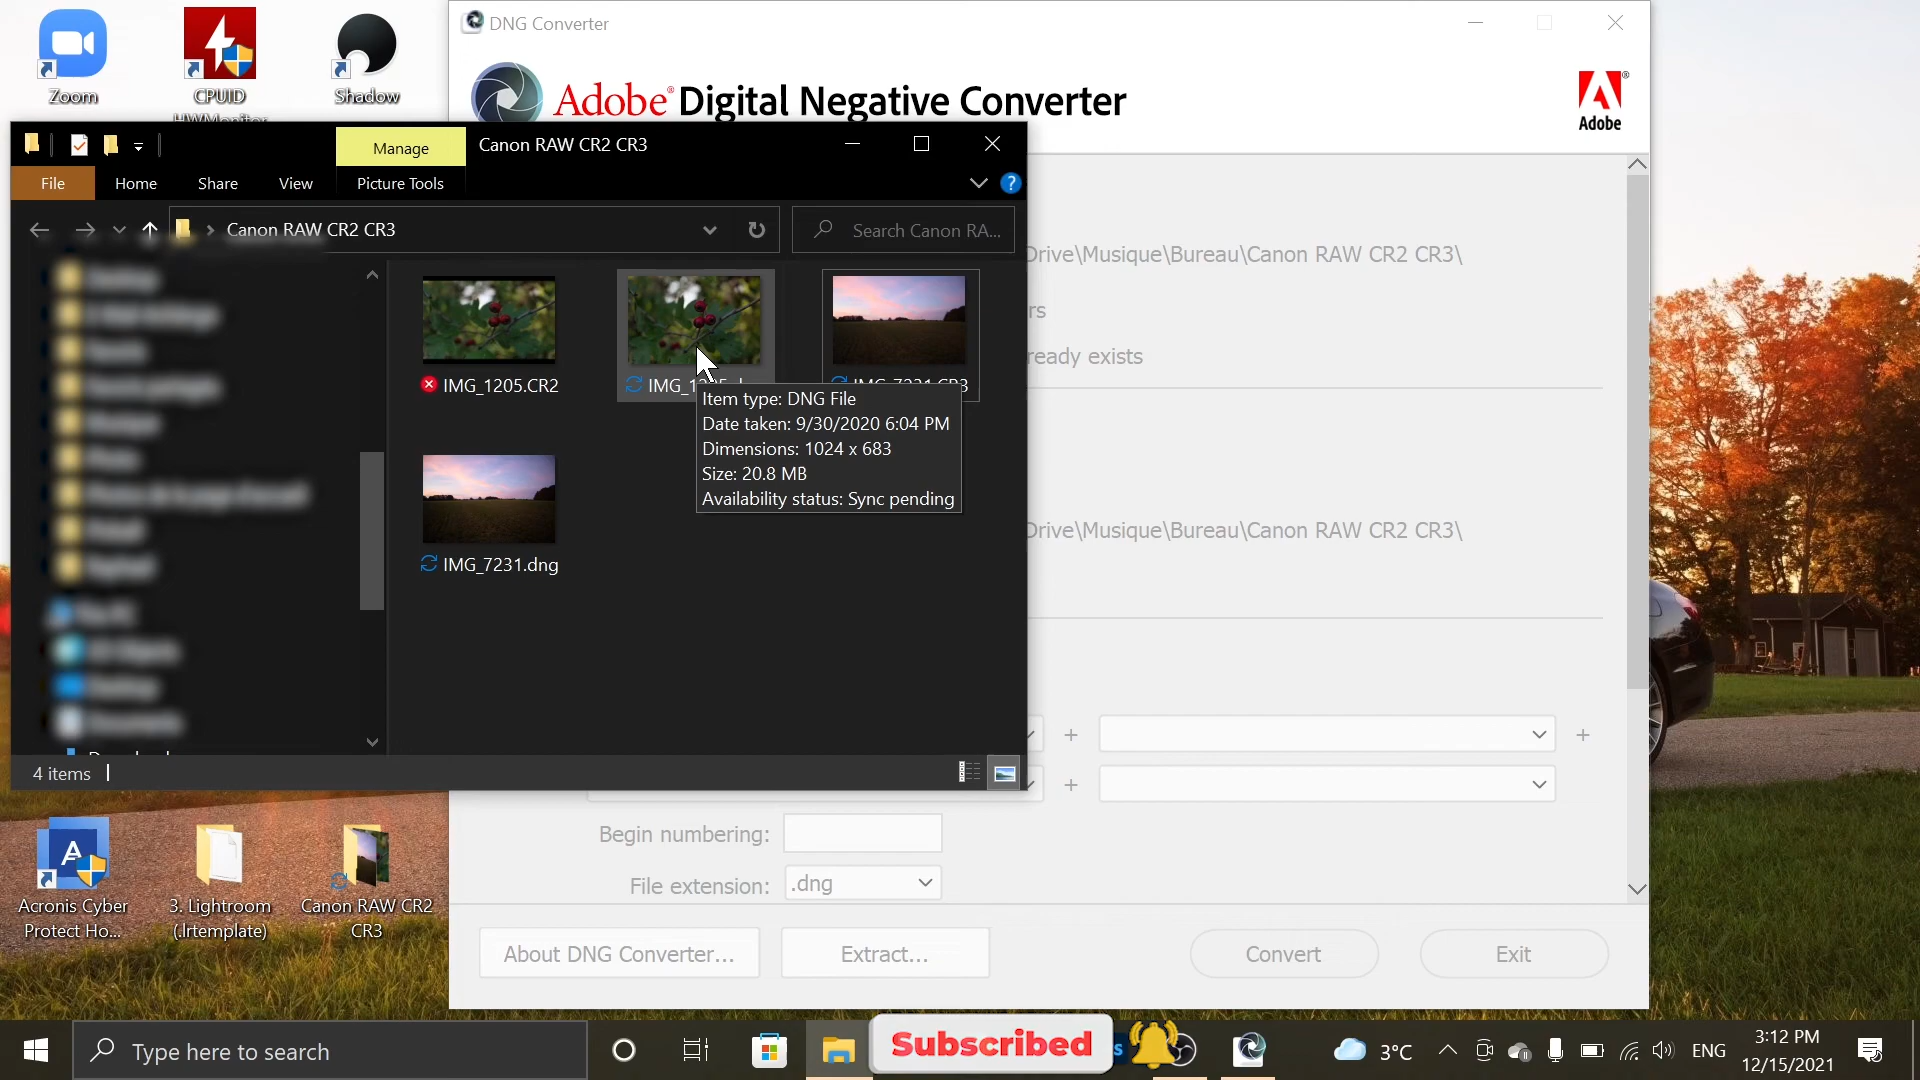 Zoom
CPUID
HWMonitor
Shadow
DNG Converter
Adobe® Digital Negative Converter
Adobe
Manage
Canon RAW CR2 CR3
File
Home
Share
View
Picture Tools
Canon RAW CR2 CR3
Search Canon RA...
IMG_1205.CR2
IMG_7231.CR3
Item type: DNG File
Date taken: 9/30/2020 6:04 PM
Dimensions: 1024 x 683
Size: 20.8 MB
Availability status: Sync pending
IMG_7231.dng
4 items
Drive\Musique\Bureau\Canon RAW CR2 CR3\
rs
ready exists
Drive\Musique\Bureau\Canon RAW CR2 CR3\
+
+
+
Begin numbering:
File extension:
.dng
About DNG Converter...
Extract...
Convert
Exit
Acronis Cyber
Protect Ho...
3. Lightroom
(.lrtemplate)
Canon RAW CR2
CR3
Type here to search
Subscribed
s
3°C
ENG
3:12 PM
12/15/2021